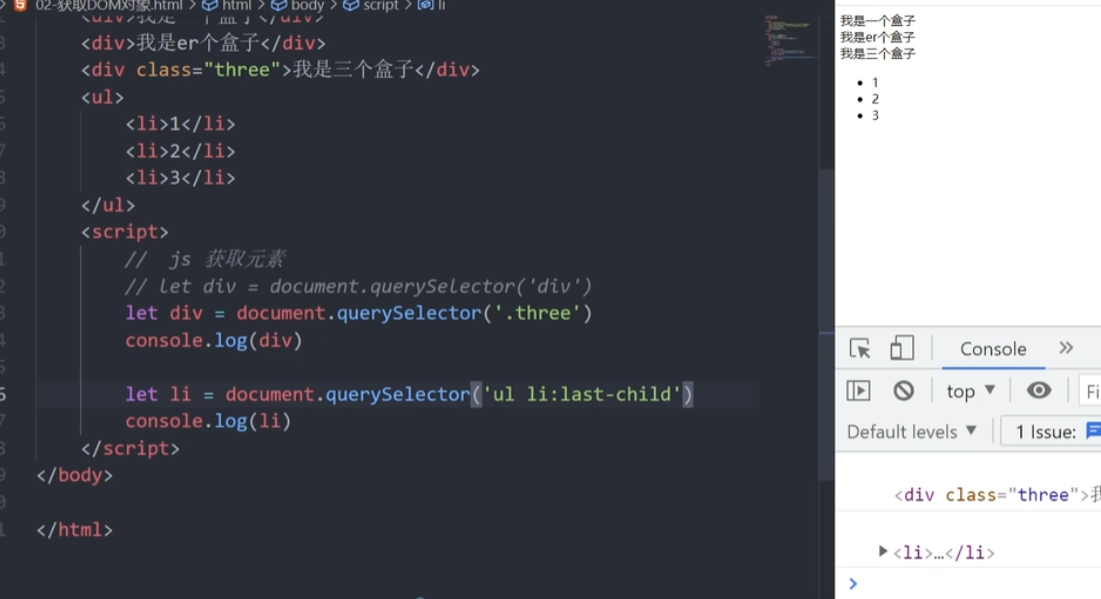 02-获取DOM对象.html > html > body > script > li
<div>我是一个盒子</div>
<div>我是er个盒子</div>
<div class="three">我是三个盒子</div>
<ul>
<li>1</li>
<li>2</li>
<li>3</li>
</ul>
<script>
// js 获取元素
// let div = document.querySelector('div')
let div = document.querySelector('.three')
console.log(div)
let li = document.querySelector('ul li:last-child')
console.log(li)
</script>
</body>
</html>
我是一个盒子
我是er个盒子
我是三个盒子
• 1
• 2
• 3
Console
top
Fi
Default levels
1 Issue:
<div class="three">
<li>…</li>